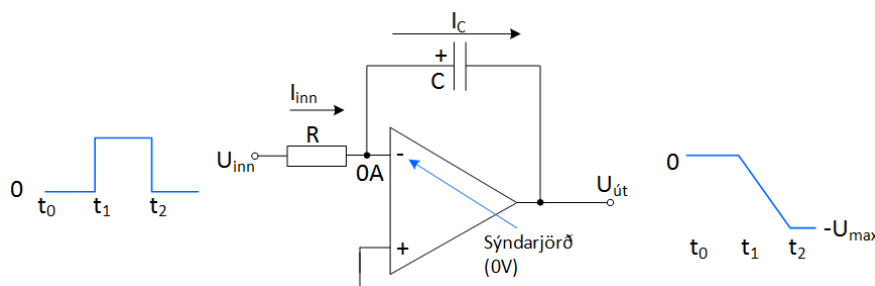 I_C
+
C
I_inn
R
U_inn
0A
-
+
Sýndarjörð
(0V)
U_út
0
t_0 t_1 t_2
0
-U_max
t_0 t_1 t_2